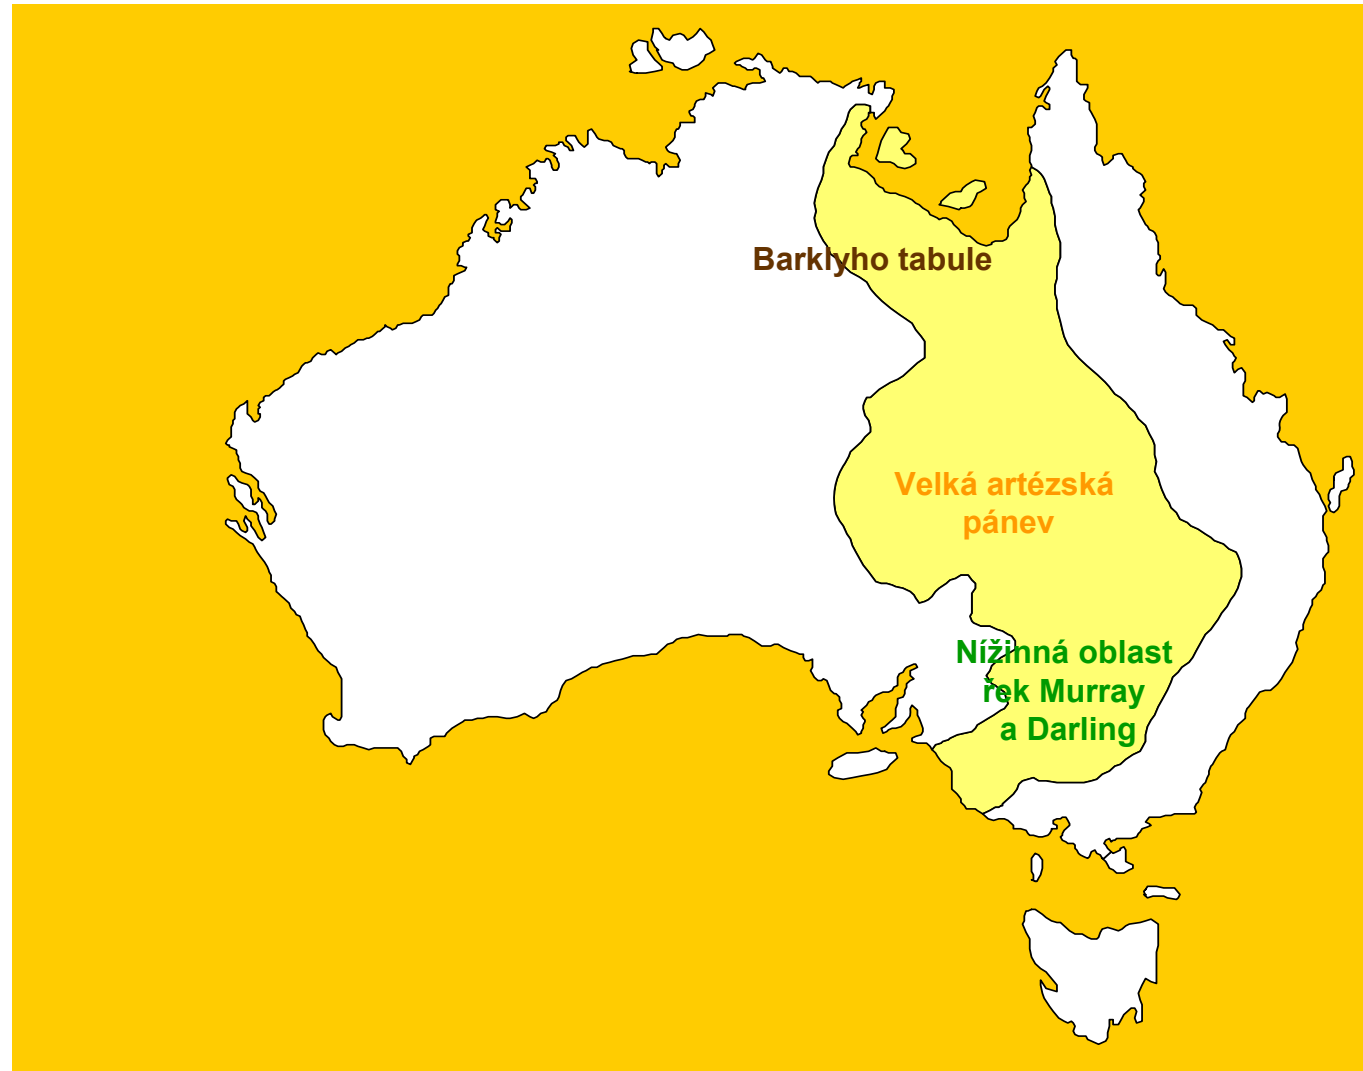 Barklyho tabule
Velká artézská
pánev
Nížinná oblast
řek Murray
a Darling